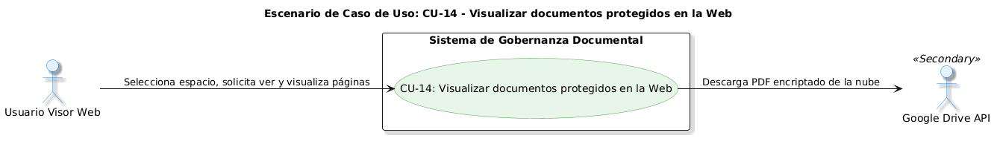 Escenario de Caso de Uso: CU-14 - Visualizar documentos protegidos en la Web
Sistema de Gobernanza Documental
«Secondary»
Selecciona espacio, solicita ver y visualiza páginas
Descarga PDF encriptado de la nube
CU-14: Visualizar documentos protegidos en la Web
Usuario Visor Web
Google Drive API